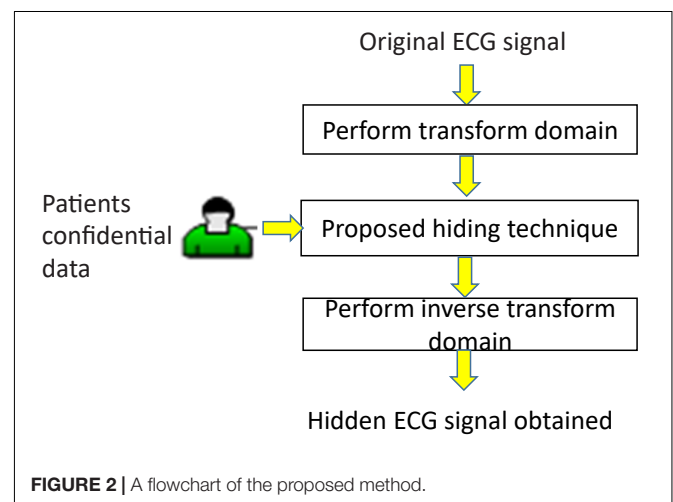 Original ECG signal
Perform transform domain
Patients
confidential
data
Proposed hiding technique
Perform inverse transform
domain
Hidden ECG signal obtained
FIGURE 2 | A flowchart of the proposed method.